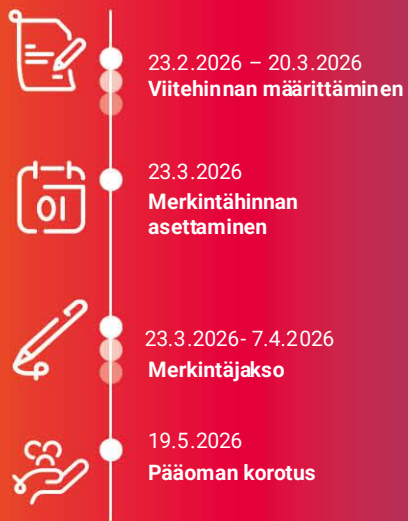 23.2.2026 – 20.3.2026
Viitehinnan määrittäminen
01
23.3.2026
Merkintähinnan
asettaminen
23.3.2026- 7.4.2026
Merkintäjakso
19.5.2026
Pääoman korotus